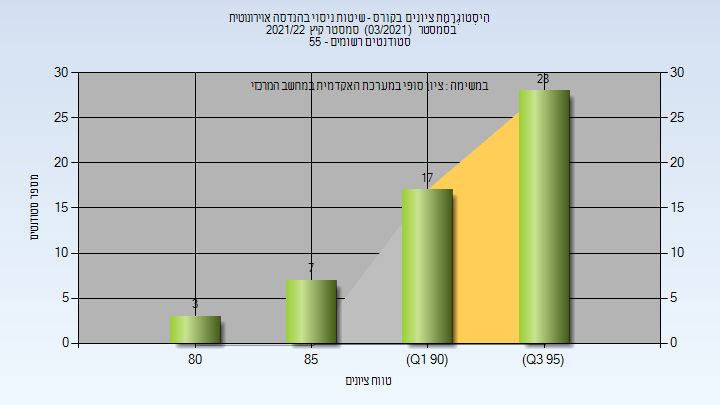 היסטוגרמת ציונים בקורס - שיטות ניסוי בהנדסה אוירונוטית
בסמסטר (03/2021) סמסטר קיץ 2021/22
סטודנטים רשומים - 55
במשימה : ציון סופי במערכת האקדמית במחשב המרכזי
30 30
25 25
20 20
15 15
10 10
5 5
0 0
מספר סטודנטים
3
7
17
28
80 85 (Q1 90) (Q3 95)
טווח ציונים